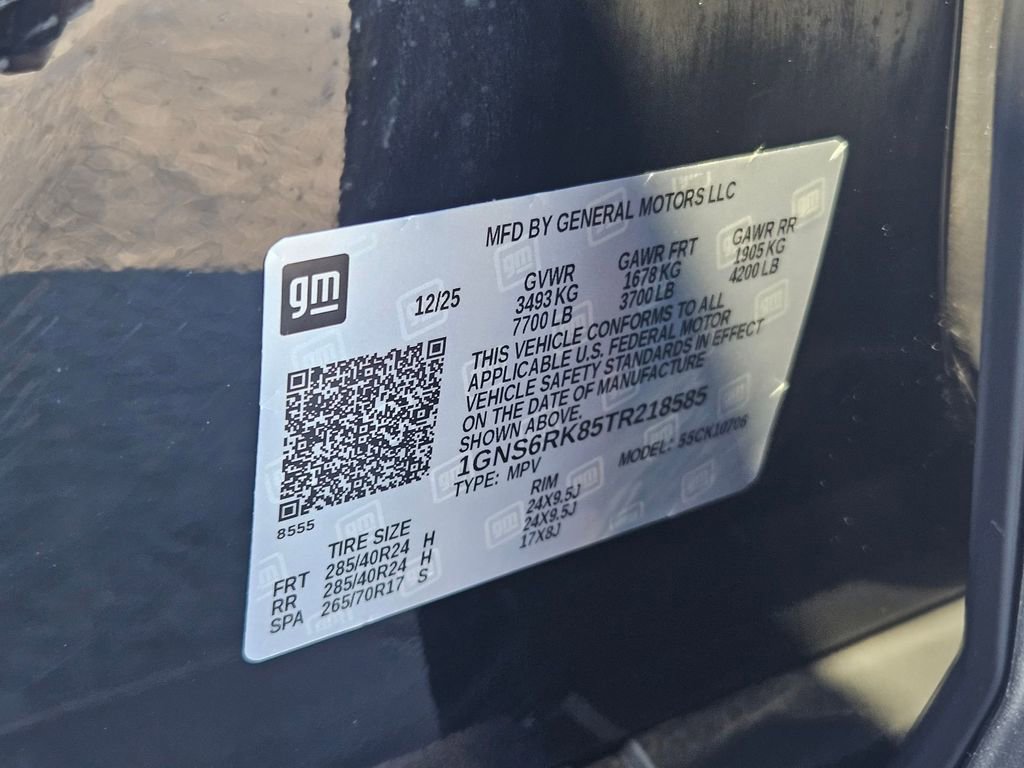 MFD BY GENERAL MOTORS LLC
gm
12/25
GVWR GAWR FRT GAWR RR
3493 KG 1678 KG 1905 KG
7700 LB 3700 LB 4200 LB
THIS VEHICLE CONFORMS TO ALL
APPLICABLE U.S. FEDERAL MOTOR
VEHICLE SAFETY STANDARDS IN EFFECT
ON THE DATE OF MANUFACTURE
SHOWN ABOVE.
1GNS6RK85TR218585
TYPE: MPV MODEL: SSCK10706
8555
TIRE SIZE RIM
FRT 285/40R24 H 24X9.5J
RR 285/40R24 H 24X9.5J
SPA 265/70R17 S 17X8J